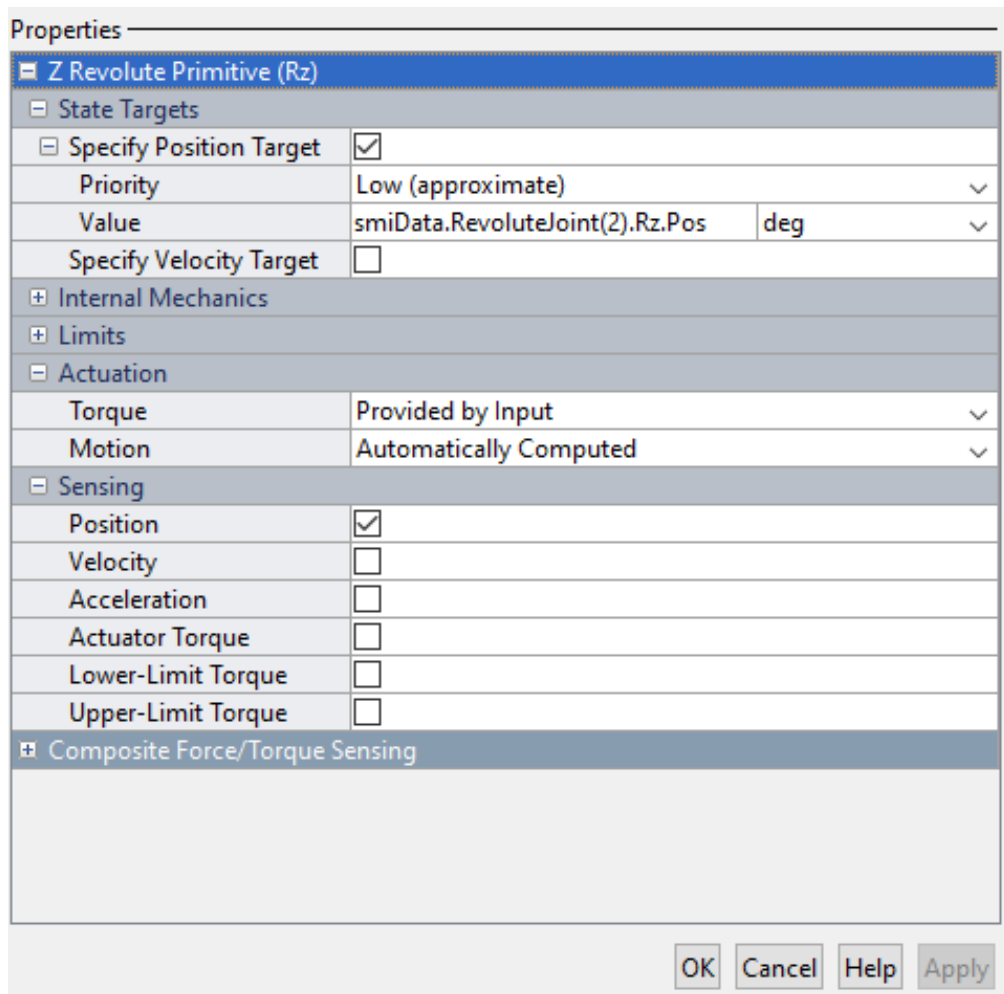 Properties
Z Revolute Primitive (Rz)
State Targets
Specify Position Target
Priority Low (approximate)
Value smiData.RevoluteJoint(2).Rz.Pos deg
Specify Velocity Target
Internal Mechanics
Limits
Actuation
Torque Provided by Input
Motion Automatically Computed
Sensing
Position
Velocity
Acceleration
Actuator Torque
Lower-Limit Torque
Upper-Limit Torque
Composite Force/Torque Sensing
OK Cancel Help Apply